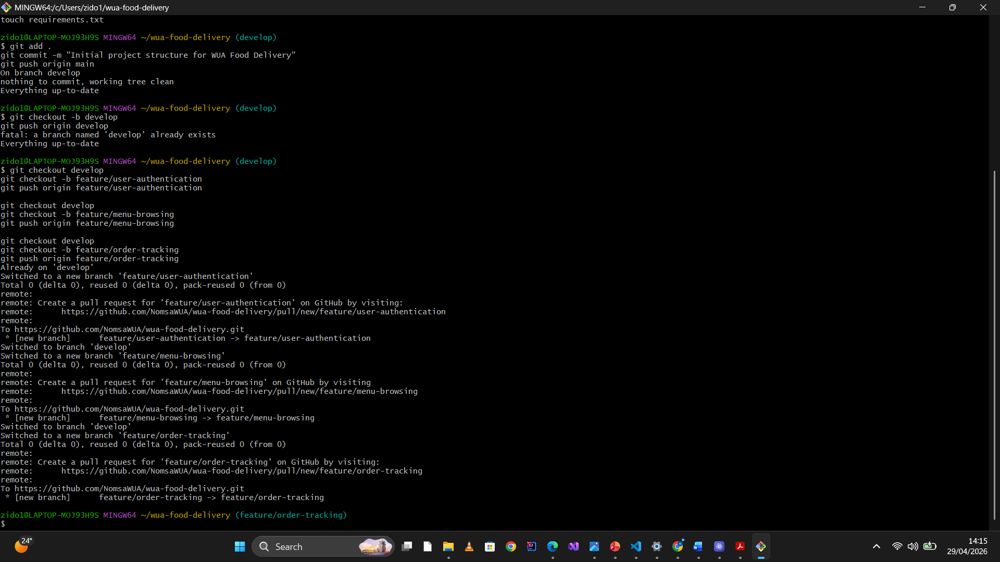 MINGW64:/c/Users/zido1/wua-food-delivery
touch requirements.txt
zido1@LAPTOP-MOJ93H9S MINGW64 ~/wua-food-delivery (develop)
$ git add .
git commit -m "Initial project structure for WUA Food Delivery"
git push origin main
On branch develop
nothing to commit, working tree clean
Everything up-to-date
zido1@LAPTOP-MOJ93H9S MINGW64 ~/wua-food-delivery (develop)
$ git checkout -b develop
git push origin develop
fatal: a branch named 'develop' already exists
Everything up-to-date
zido1@LAPTOP-MOJ93H9S MINGW64 ~/wua-food-delivery (develop)
$ git checkout develop
git checkout -b feature/user-authentication
git push origin feature/user-authentication
git checkout develop
git checkout -b feature/menu-browsing
git push origin feature/menu-browsing
git checkout develop
git checkout -b feature/order-tracking
git push origin feature/order-tracking
Already on 'develop'
Switched to a new branch 'feature/user-authentication'
Total 0 (delta 0), reused 0 (delta 0), pack-reused 0 (from 0)
remote:
remote: Create a pull request for 'feature/user-authentication' on GitHub by visiting:
remote:      https://github.com/NomsaWUA/wua-food-delivery/pull/new/feature/user-authentication
remote:
To https://github.com/NomsaWUA/wua-food-delivery.git
 * [new branch]      feature/user-authentication -> feature/user-authentication
Switched to branch 'develop'
Switched to a new branch 'feature/menu-browsing'
Total 0 (delta 0), reused 0 (delta 0), pack-reused 0 (from 0)
remote:
remote: Create a pull request for 'feature/menu-browsing' on GitHub by visiting
remote:      https://github.com/NomsaWUA/wua-food-delivery/pull/new/feature/menu-browsing
remote:
To https://github.com/NomsaWUA/wua-food-delivery.git
 * [new branch]      feature/menu-browsing -> feature/menu-browsing
Switched to branch 'develop'
Switched to a new branch 'feature/order-tracking'
Total 0 (delta 0), reused 0 (delta 0), pack-reused 0 (from 0)
remote:
remote: Create a pull request for 'feature/order-tracking' on GitHub by visiting:
remote:      https://github.com/NomsaWUA/wua-food-delivery/pull/new/feature/order-tracking
remote:
To https://github.com/NomsaWUA/wua-food-delivery.git
 * [new branch]      feature/order-tracking -> feature/order-tracking
zido1@LAPTOP-MOJ93H9S MINGW64 ~/wua-food-delivery (feature/order-tracking)
$
24°
Search
14:15
29/04/2026